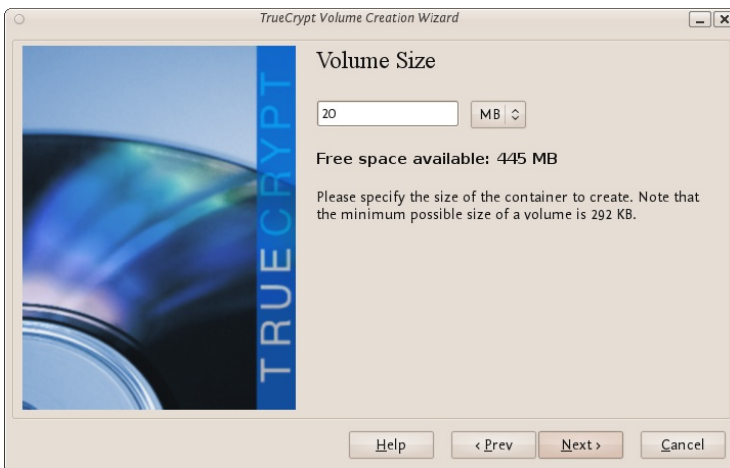 TrueCrypt Volume Creation Wizard
TRUECRYPT
Volume Size
20 MB
Free space available: 445 MB
Please specify the size of the container to create. Note that
the minimum possible size of a volume is 292 KB.
Help < Prev Next > Cancel